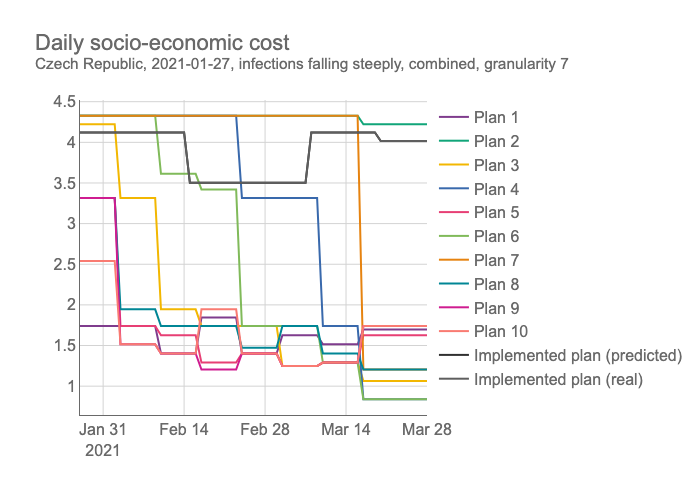 Daily socio-economic cost
Czech Republic, 2021-01-27, infections falling steeply, combined, granularity 7
4.5
4
3.5
3
2.5
2
1.5
1
Jan 31
2021
Feb 14
Feb 28
Mar 14
Mar 28
Plan 1
Plan 2
Plan 3
Plan 4
Plan 5
Plan 6
Plan 7
Plan 8
Plan 9
Plan 10
Implemented plan (predicted)
Implemented plan (real)